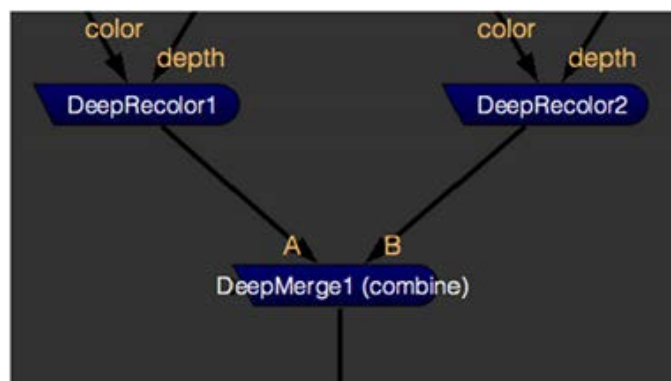 color
depth
color
depth
DeepRecolor1
DeepRecolor2
A
B
DeepMerge1 (combine)